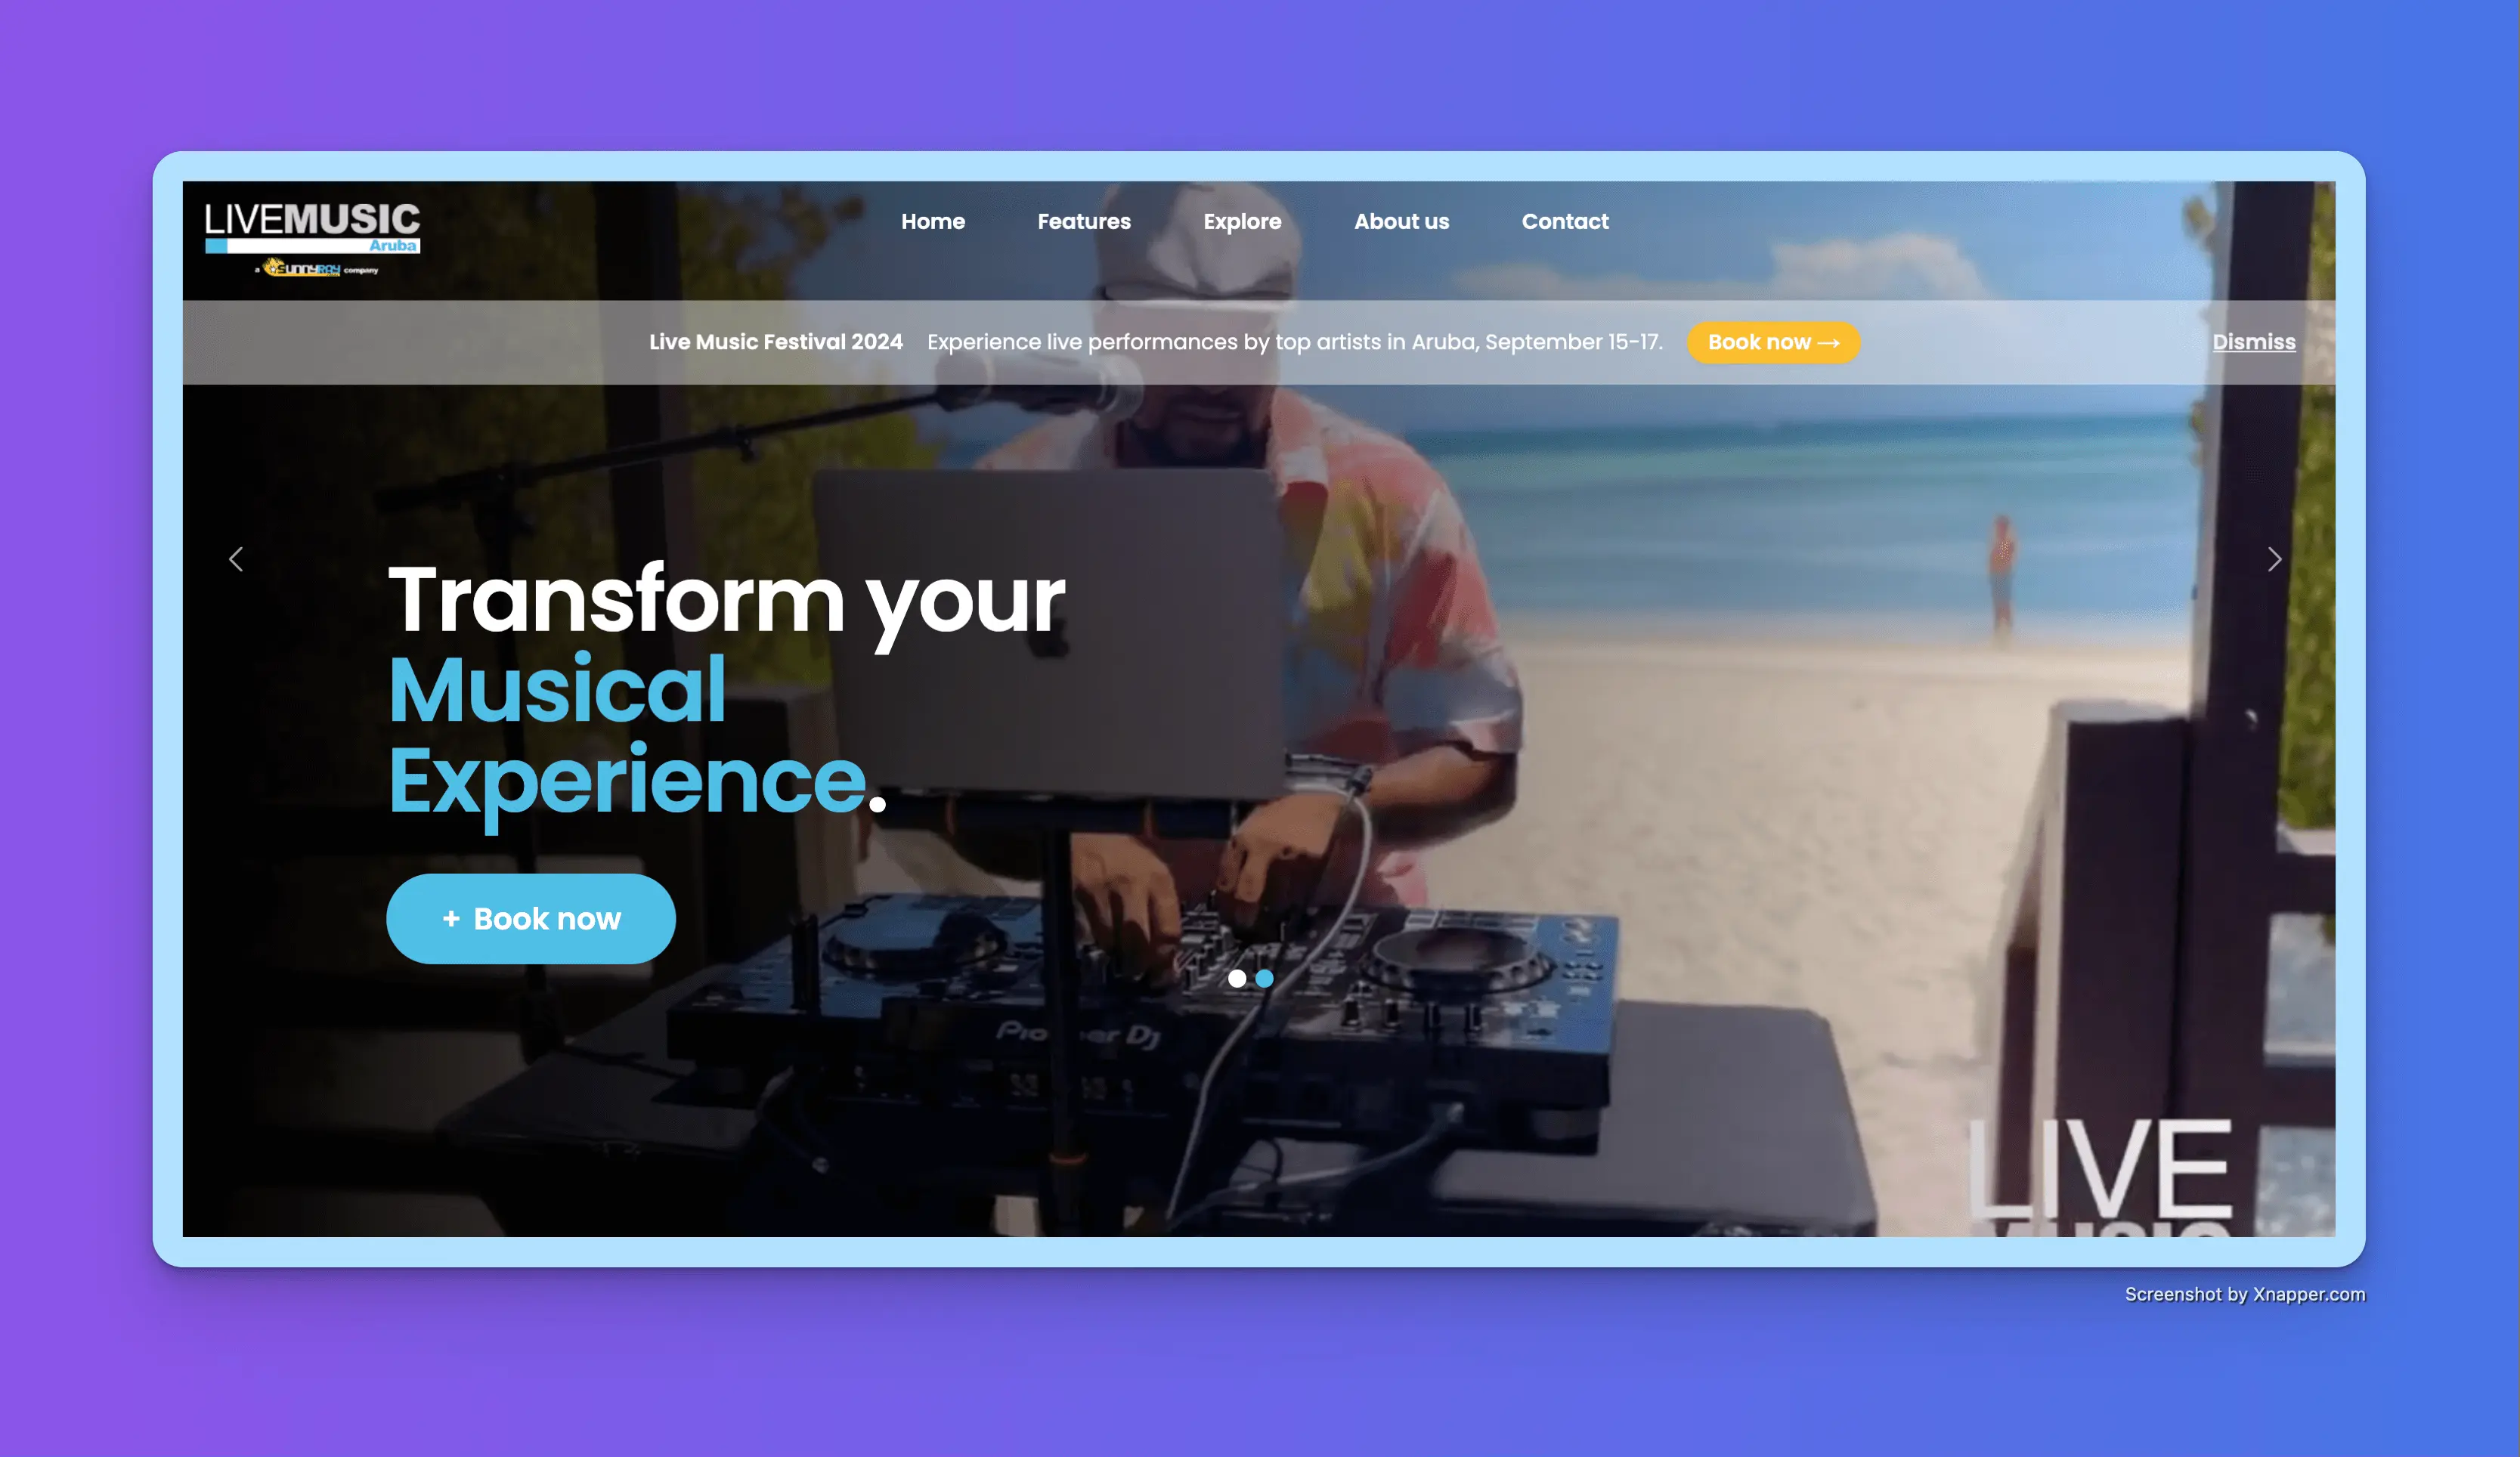 LIVEMUSIC
Aruba
a SUNNYRAY company
Home Features Explore About us Contact
Live Music Festival 2024 Experience live performances by top artists in Aruba, September 15-17. Book now → Dismiss
Transform your
Musical
Experience.
+ Book now
Pioneer Dj
LIVE
MUSIC
Screenshot by Xnapper.com